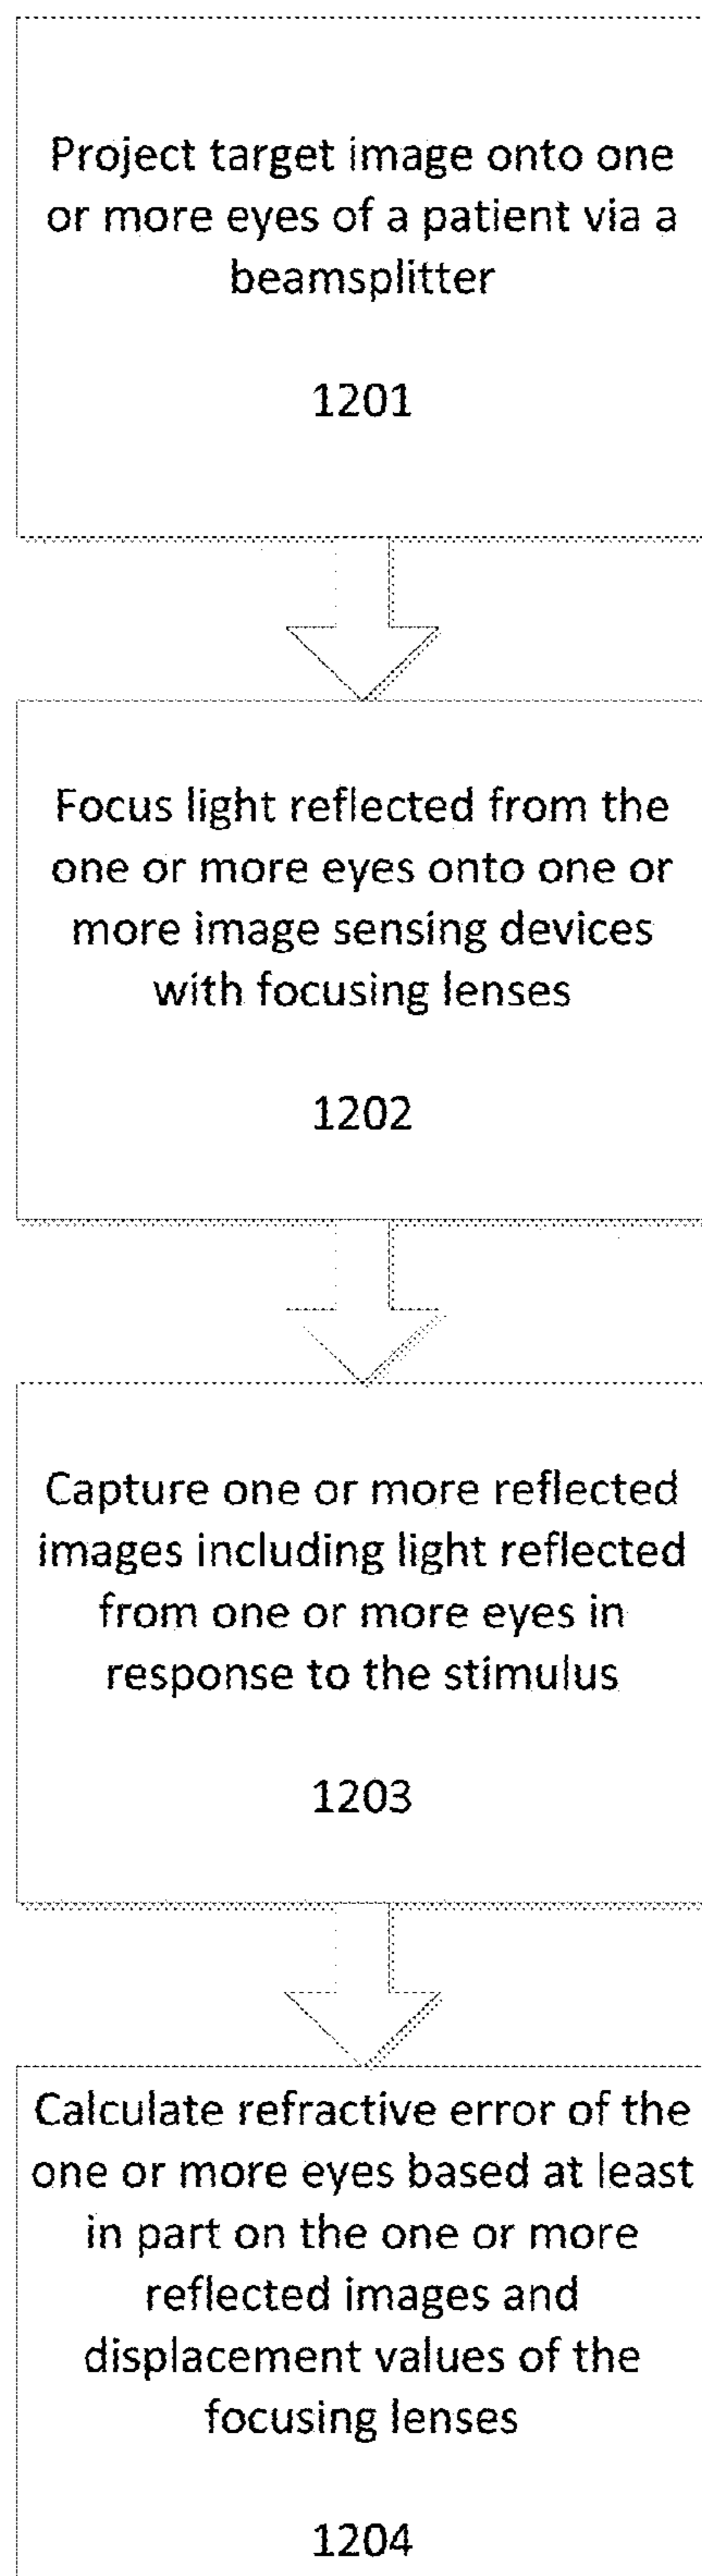 Project target image onto one
or more eyes of a patient via a
beamsplitter
1201
Focus light reflected from the
one or more eyes onto one or
more image sensing devices
with focusing lenses
1202
Capture one or more reflected
images including light reflected
from one or more eyes in
response to the stimulus
1203
Calculate refractive error of the
one or more eyes based at least
in part on the one or more
reflected images and
displacement values of the
focusing lenses
1204